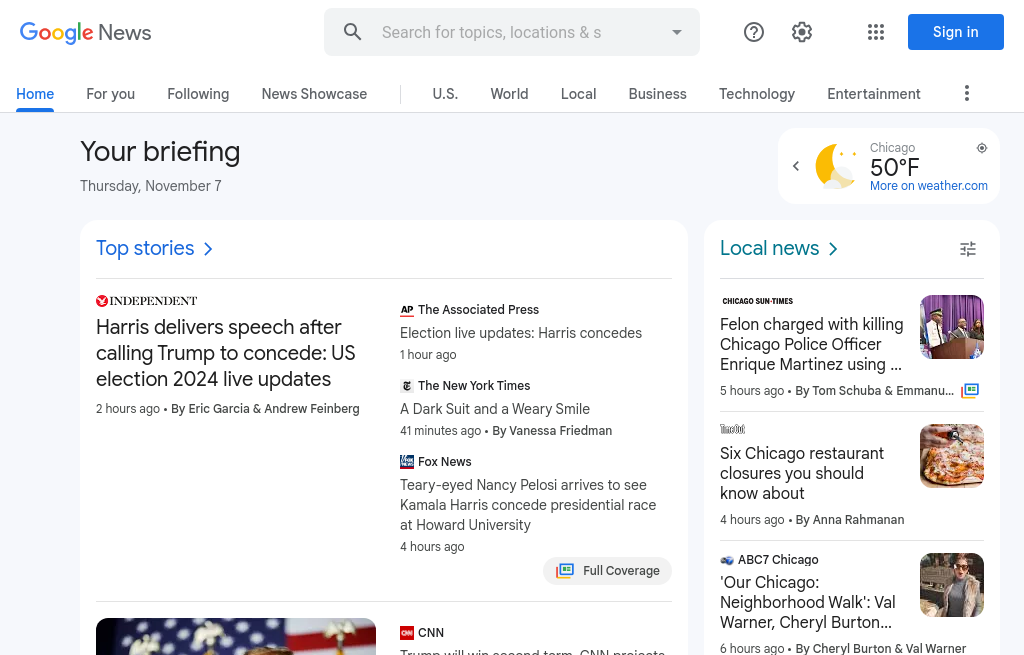 Google News
Search for topics, locations & s
Sign in
Home
For you
Following
News Showcase
U.S.
World
Local
Business
Technology
Entertainment
Your briefing
Thursday, November 7
Chicago
50°F
More on weather.com
Top stories
INDEPENDENT
Harris delivers speech after
calling Trump to concede: US
election 2024 live updates
2 hours ago • By Eric Garcia & Andrew Feinberg
AP The Associated Press
Election live updates: Harris concedes
1 hour ago
The New York Times
A Dark Suit and a Weary Smile
41 minutes ago • By Vanessa Friedman
Fox News
Teary-eyed Nancy Pelosi arrives to see
Kamala Harris concede presidential race
at Howard University
4 hours ago
Full Coverage
CNN
Trump will win second term, CNN projects
Local news
CHICAGO SUN-TIMES
Felon charged with killing
Chicago Police Officer
Enrique Martinez using ...
5 hours ago • By Tom Schuba & Emmanu...
TimeOut
Six Chicago restaurant
closures you should
know about
4 hours ago • By Anna Rahmanan
ABC7 Chicago
'Our Chicago:
Neighborhood Walk': Val
Warner, Cheryl Burton...
6 hours ago • By Cheryl Burton & Val Warner